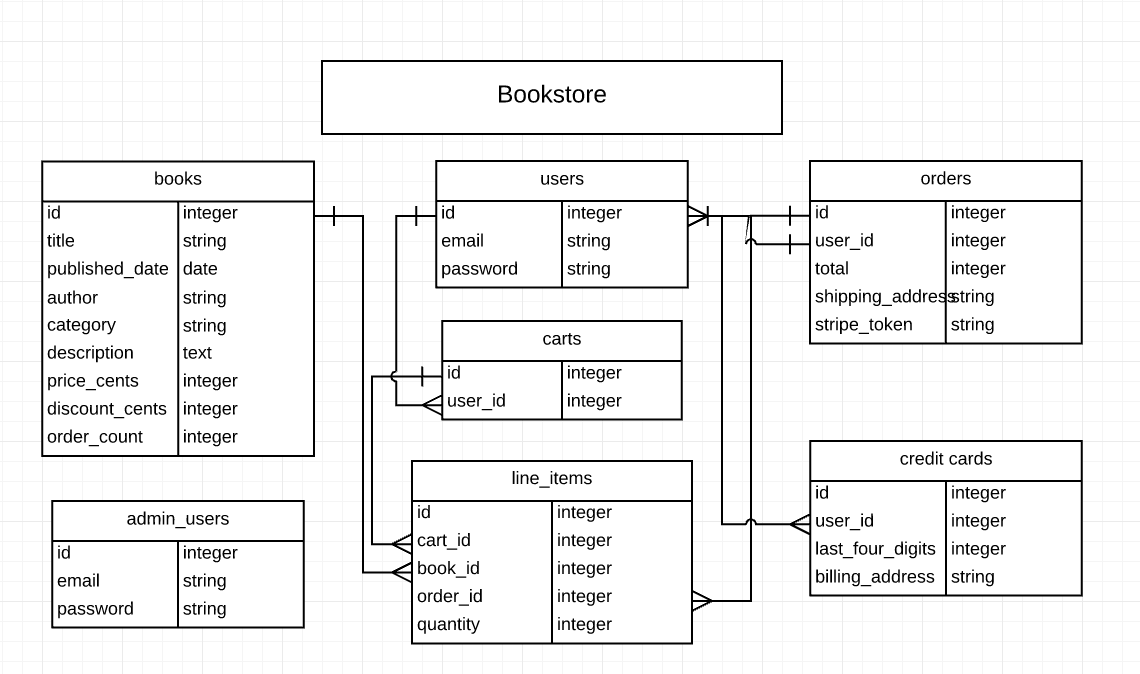 Bookstore
books
id integer
title string
published_date date
author string
category string
description text
price_cents integer
discount_cents integer
order_count integer
admin_users
id integer
email string
password string
users
id integer
email string
password string
carts
id integer
user_id integer
line_items
id integer
cart_id integer
book_id integer
order_id integer
quantity integer
orders
id integer
user_id integer
total integer
shipping_address string
stripe_token string
credit cards
id integer
user_id integer
last_four_digits integer
billing_address string